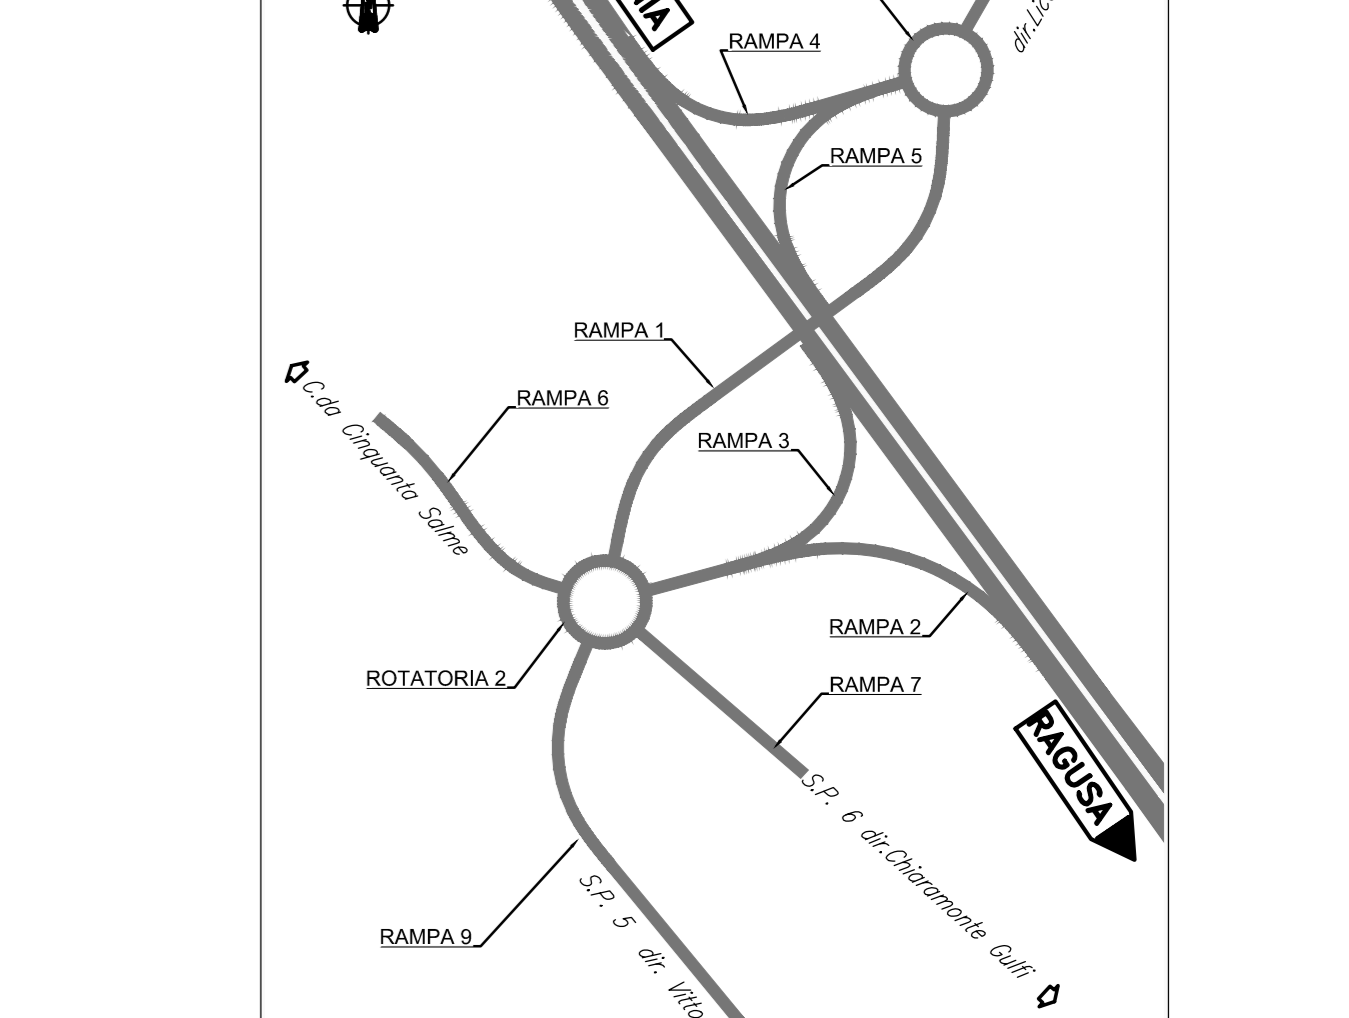 RAMPA 4
RAMPA 5
RAMPA 1
C.da Cinquanta Salme
RAMPA 6
RAMPA 3
RAMPA 2
ROTATORIA 2
RAMPA 7
RAGUSA
S.P. 6 dir.Chiaramonte Gulfi
S.P. 5 dir.
RAMPA 9